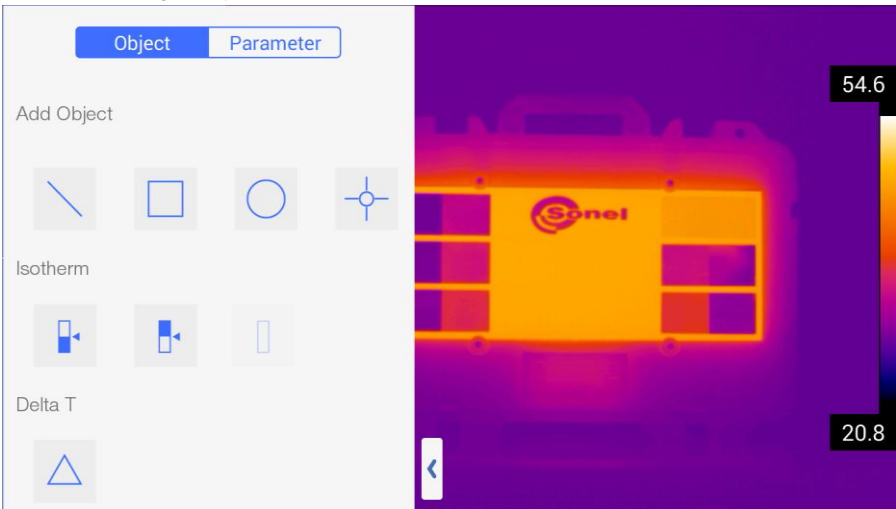 Object
Parameter
Add Object
Isotherm
Delta T
Sonel
54.6
20.8